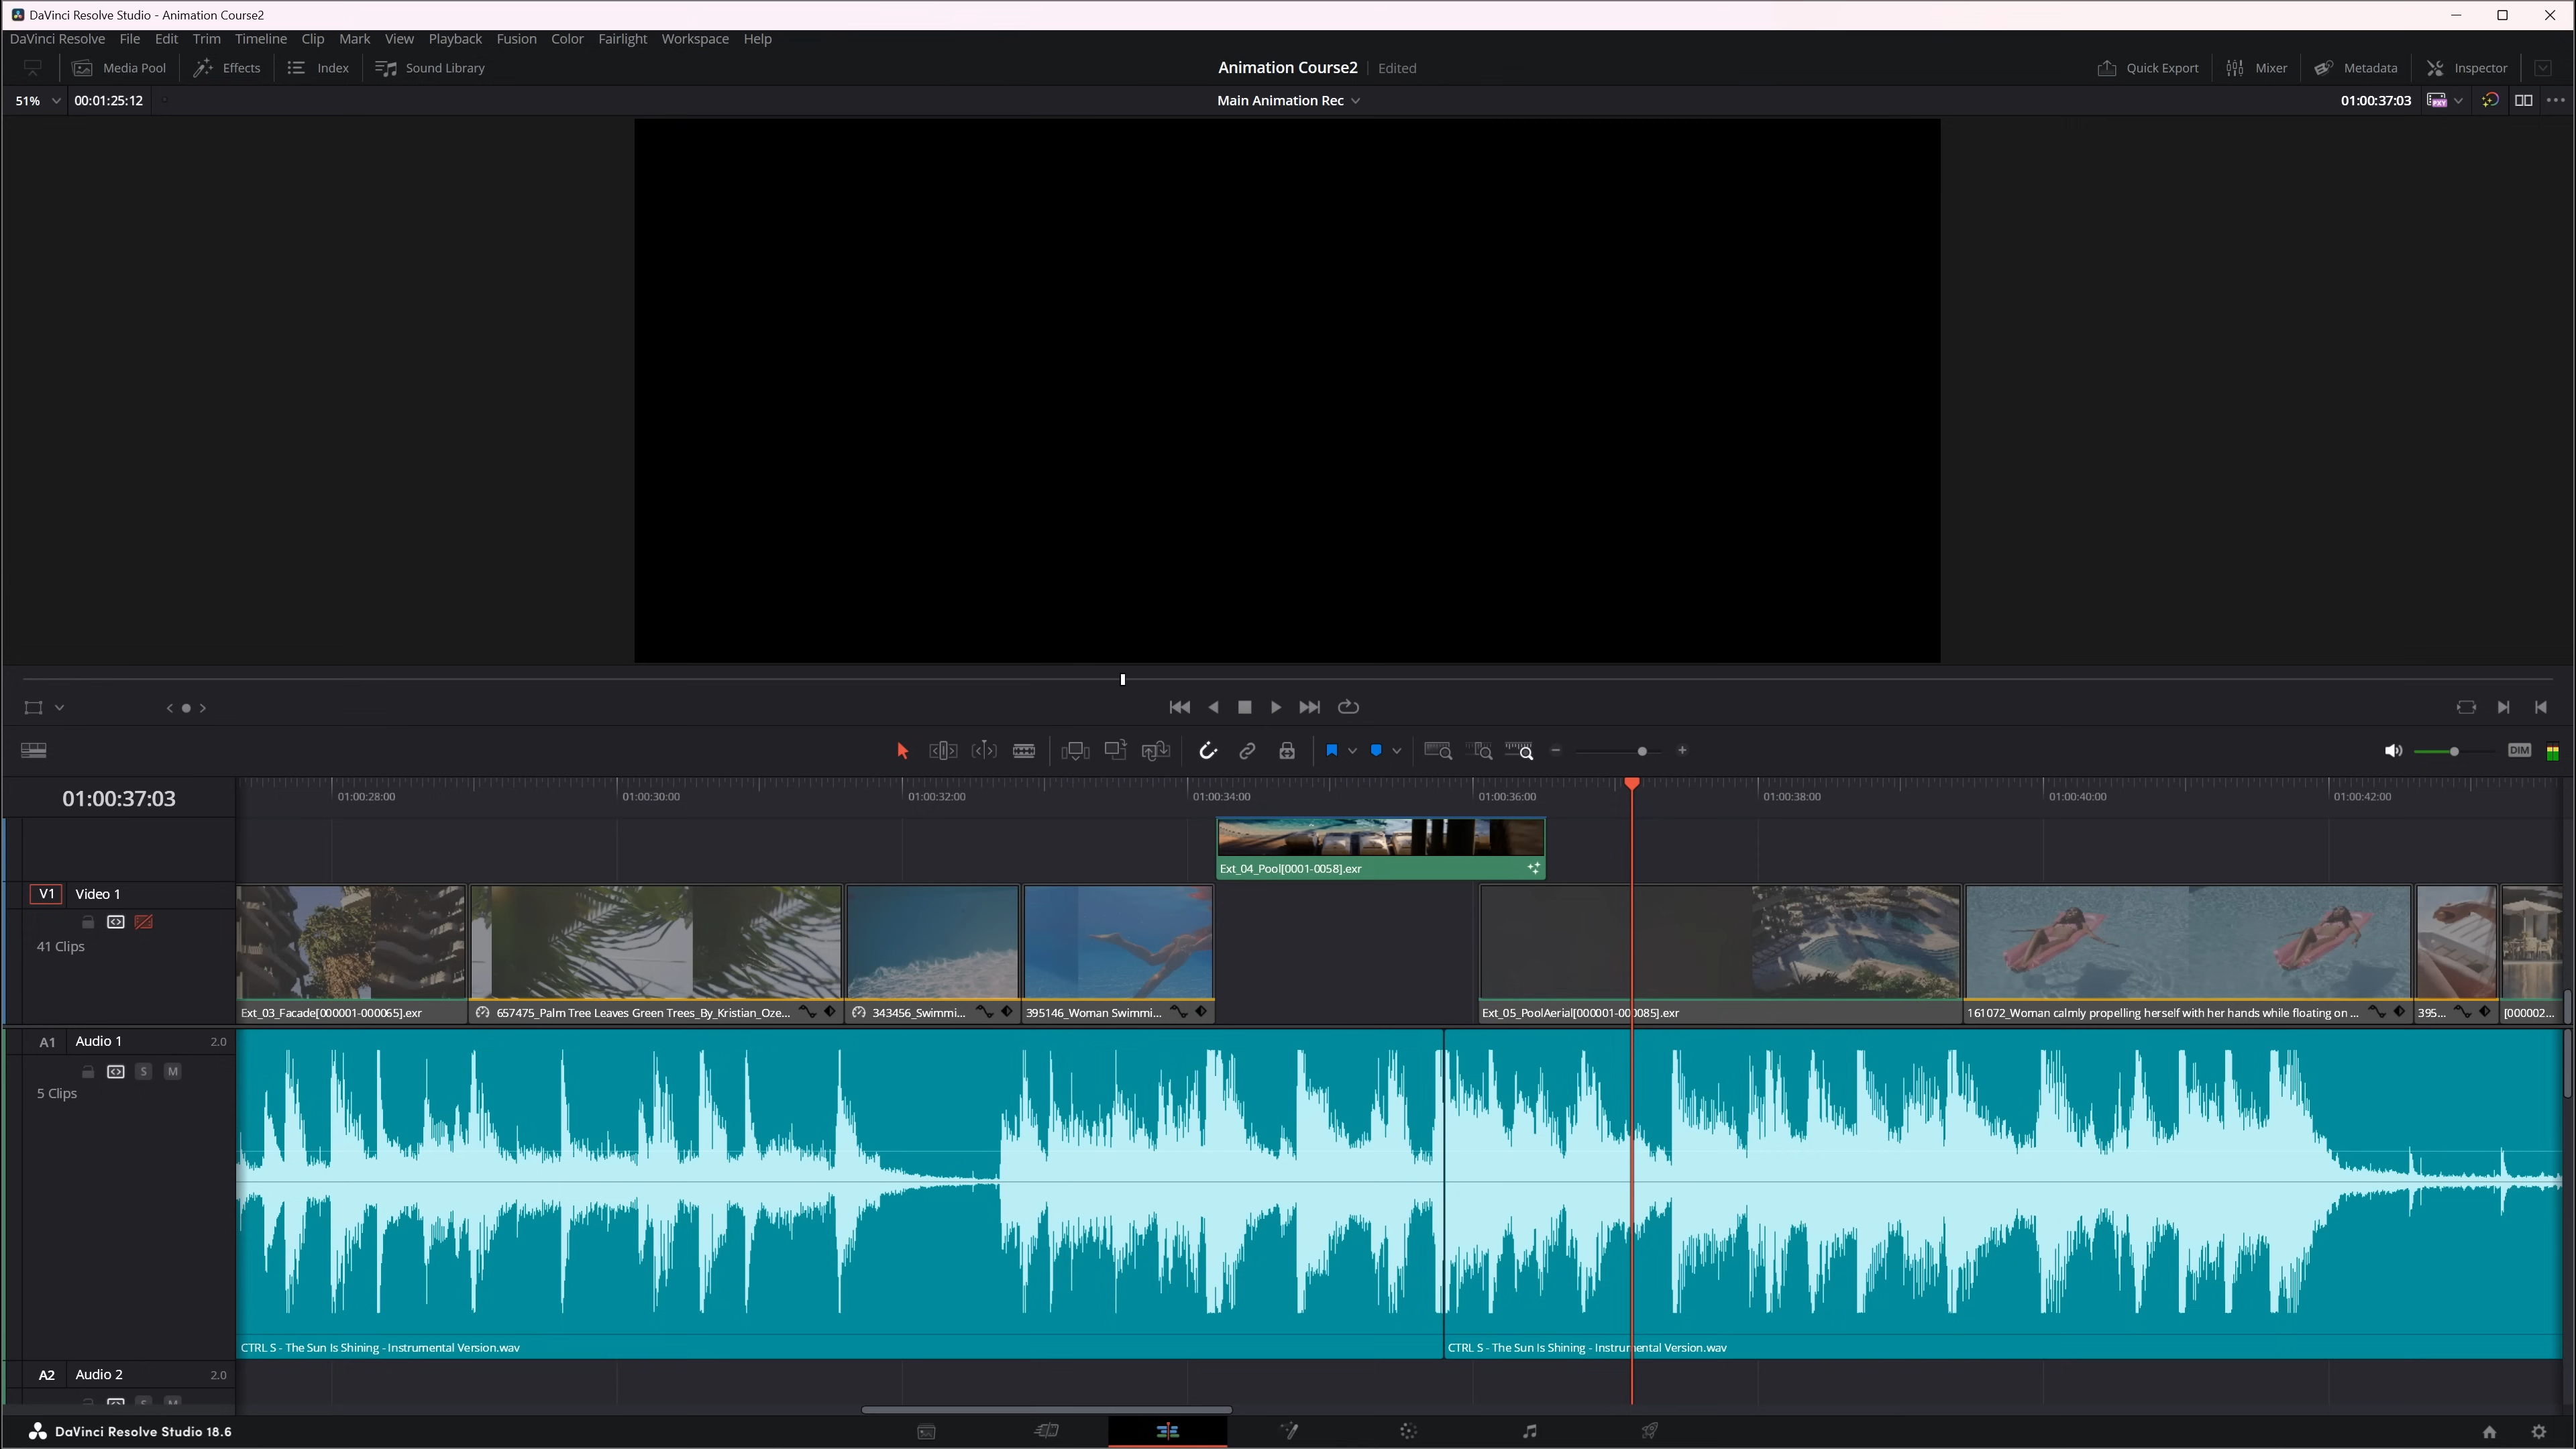 DaVinci Resolve Studio - Animation Course2
DaVinci Resolve File Edit Trim Timeline Clip Mark View Playback Fusion Color Fairlight Workspace Help
Media Pool Effects Index Sound Library Animation Course2 Edited Quick Export Mixer Metadata Inspector
51% 00:01:25:12 Main Animation Rec 01:00:37:03 PXY
DIM
01:00:37:03 01:00:28:00 01:00:30:00 01:00:32:00 01:00:34:00 01:00:36:00 01:00:38:00 01:00:40:00 01:00:42:00
Ext_04_Pool[0001-0058].exr
V1 Video 1
41 Clips
Ext_03_Facade[000001-000065].exr 657475_Palm Tree Leaves Green Trees_By_Kristian_Oze... 343456_Swimmi... 395146_Woman Swimmi... Ext_05_PoolAerial[000001-000085].exr 161072_Woman calmly propelling herself with her hands while floating on ... 395... [000002...
A1 Audio 1 2.0
S M
5 Clips
CTRL S - The Sun Is Shining - Instrumental Version.wav CTRL S - The Sun Is Shining - Instrumental Version.wav
A2 Audio 2 2.0
S M
DaVinci Resolve Studio 18.6